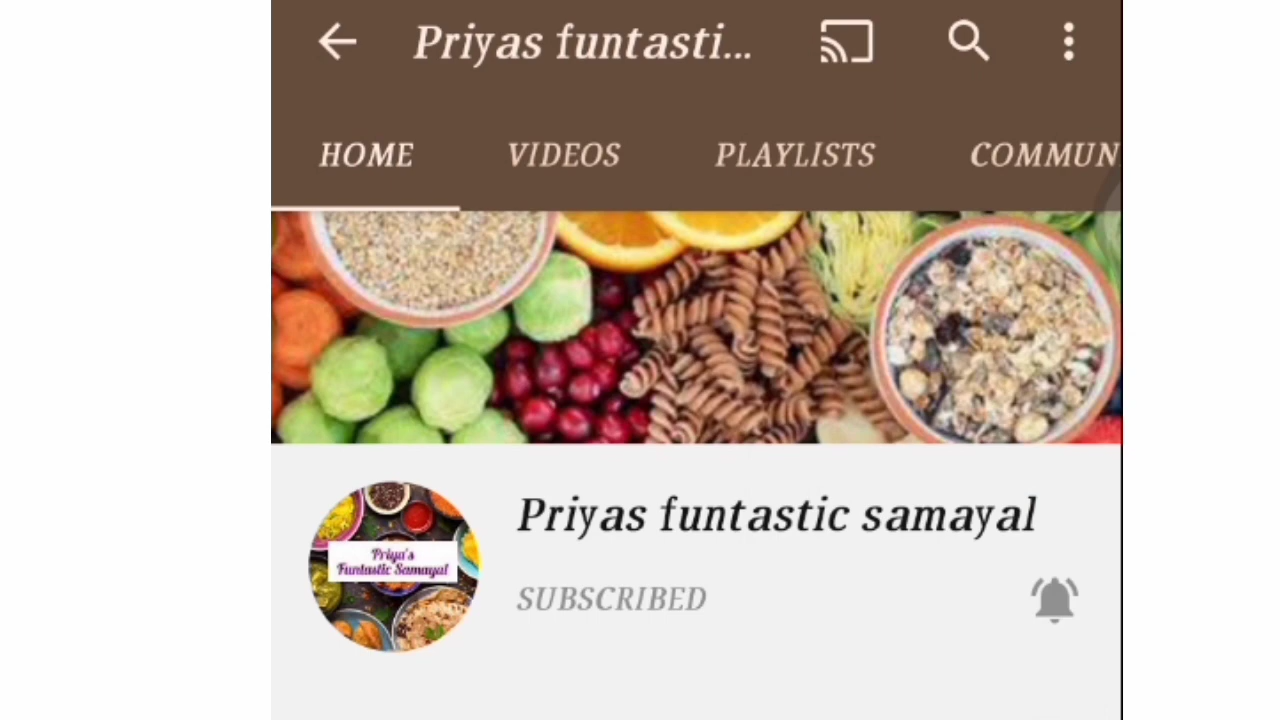 Priyas funtasti...
HOME VIDEOS PLAYLISTS COMMUN
Priya's
Funtastic Samayal
Priyas funtastic samayal
SUBSCRIBED